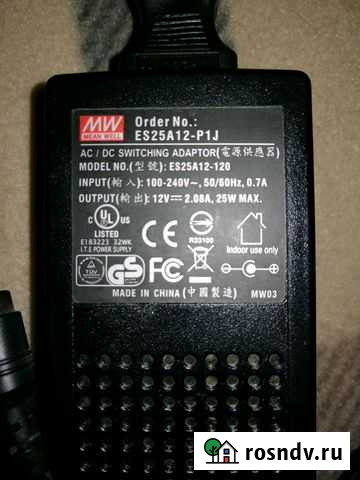 MW
MEAN WELL
Order No.:
ES25A12-P1J
AC / DC SWITCHING ADAPTOR(電源供應器)
MODEL NO.(型號): ES25A12-120
INPUT(輸入): 100-240V~, 50/60Hz, 0.7A
OUTPUT(輸出): 12V⎓ 2.08A, 25W MAX.
c UL US
LISTED
E183223 32WK
I.T.E POWER SUPPLY
CE
R33100
Indoor use only
TÜV
GS
FC
MADE IN CHINA (中國製造)
MW03
rosndv.ru